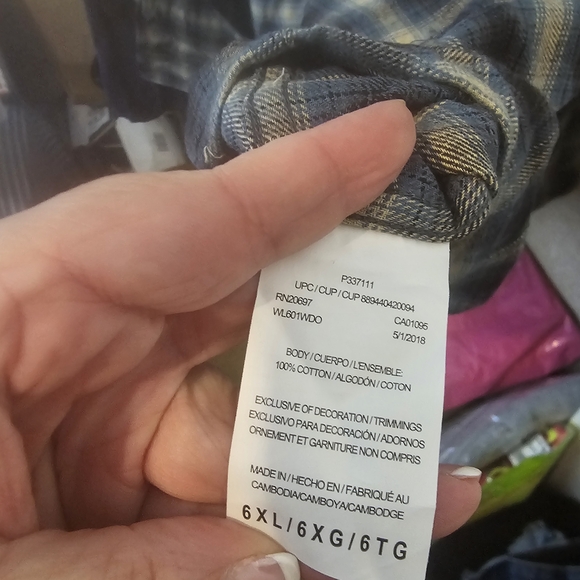 P337111
UPC / CUP / CUP 889440420094
RN20697 CA01095
WL601WDO 5/1/2018
BODY / CUERPO / L'ENSEMBLE:
100% COTTON / ALGODÓN / COTON
EXCLUSIVE OF DECORATION / TRIMMINGS
EXCLUSIVO PARA DECORACIÓN / ADORNOS
ORNEMENT ET GARNITURE NON COMPRIS
MADE IN / HECHO EN / FABRIQUÉ AU
CAMBODIA/CAMBOYA/CAMBODGE
6XL/6XG/6TG